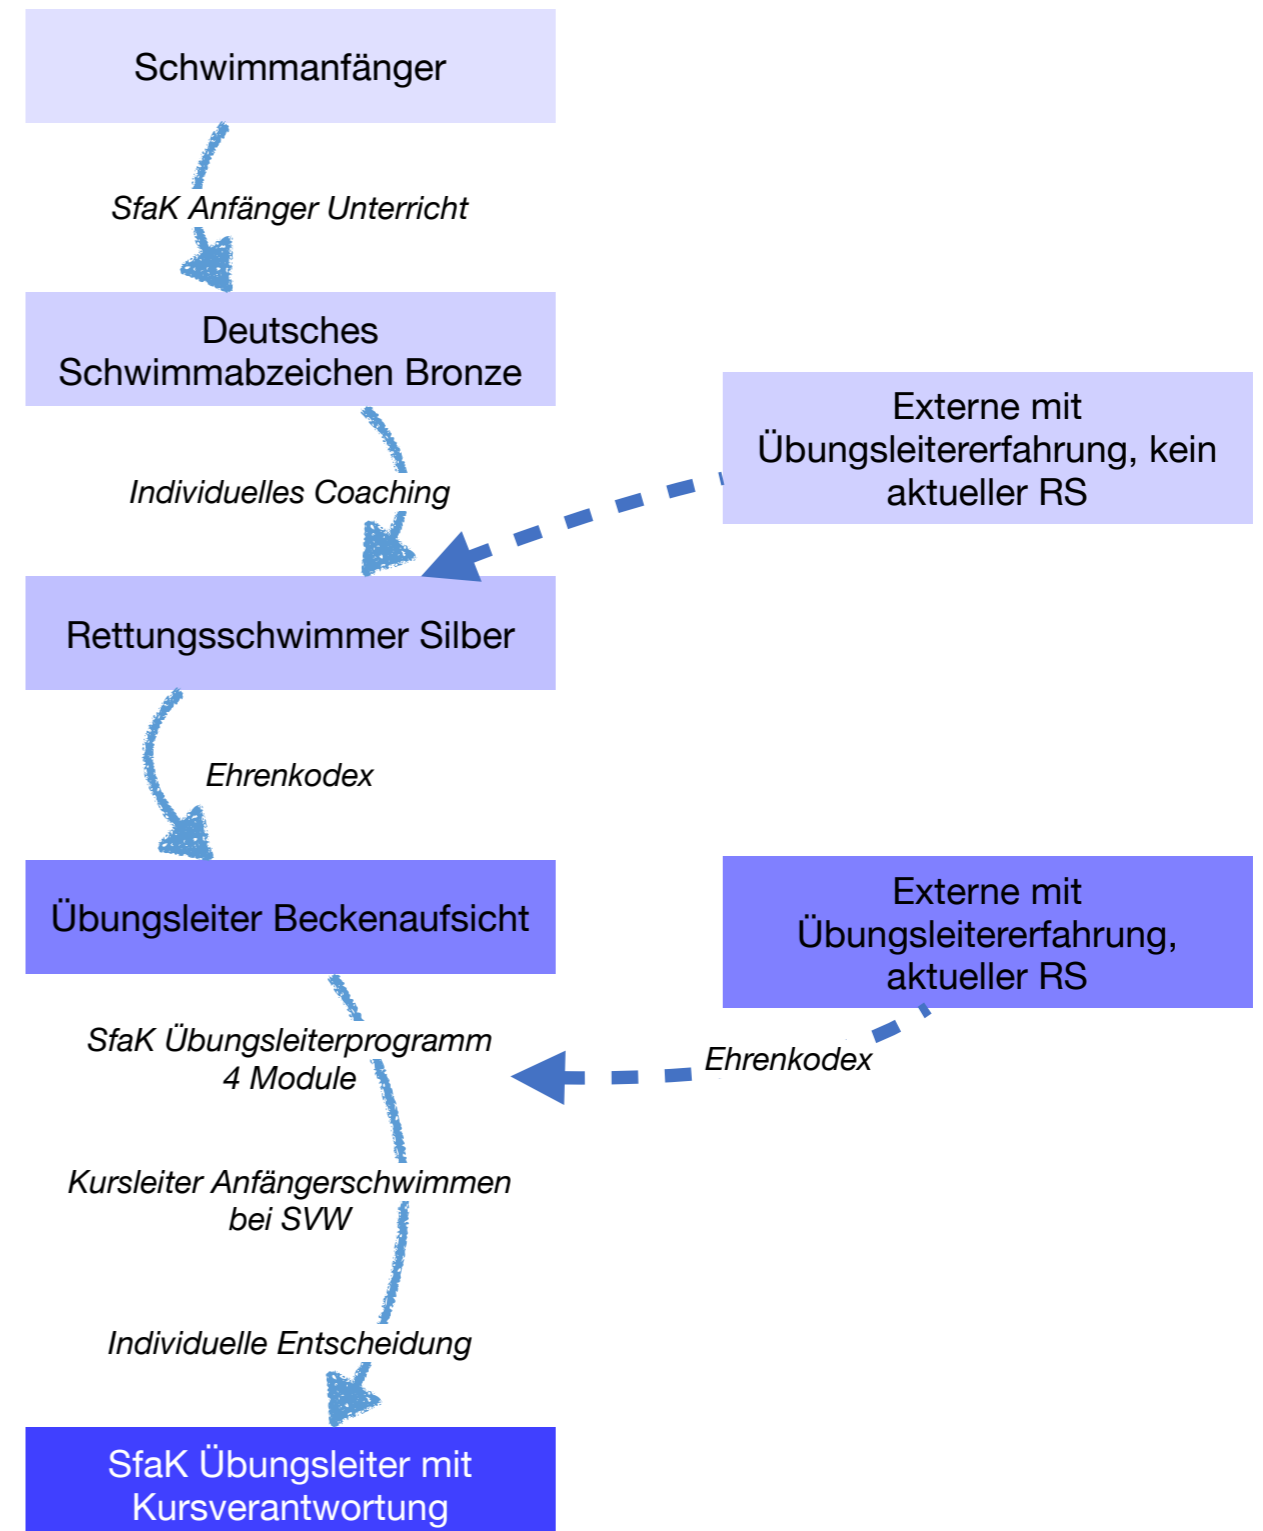 Schwimmanfänger
SfaK Anfänger Unterricht
Deutsches
Schwimmabzeichen Bronze
Externe mit
Übungsleitererfahrung, kein
aktueller RS
Individuelles Coaching
Rettungsschwimmer Silber
Ehrenkodex
Übungsleiter Beckenaufsicht
Externe mit
Übungsleitererfahrung,
aktueller RS
SfaK Übungsleiterprogramm
4 Module
Ehrenkodex
Kursleiter Anfängerschwimmen
bei SVW
Individuelle Entscheidung
SfaK Übungsleiter mit
Kursverantwortung